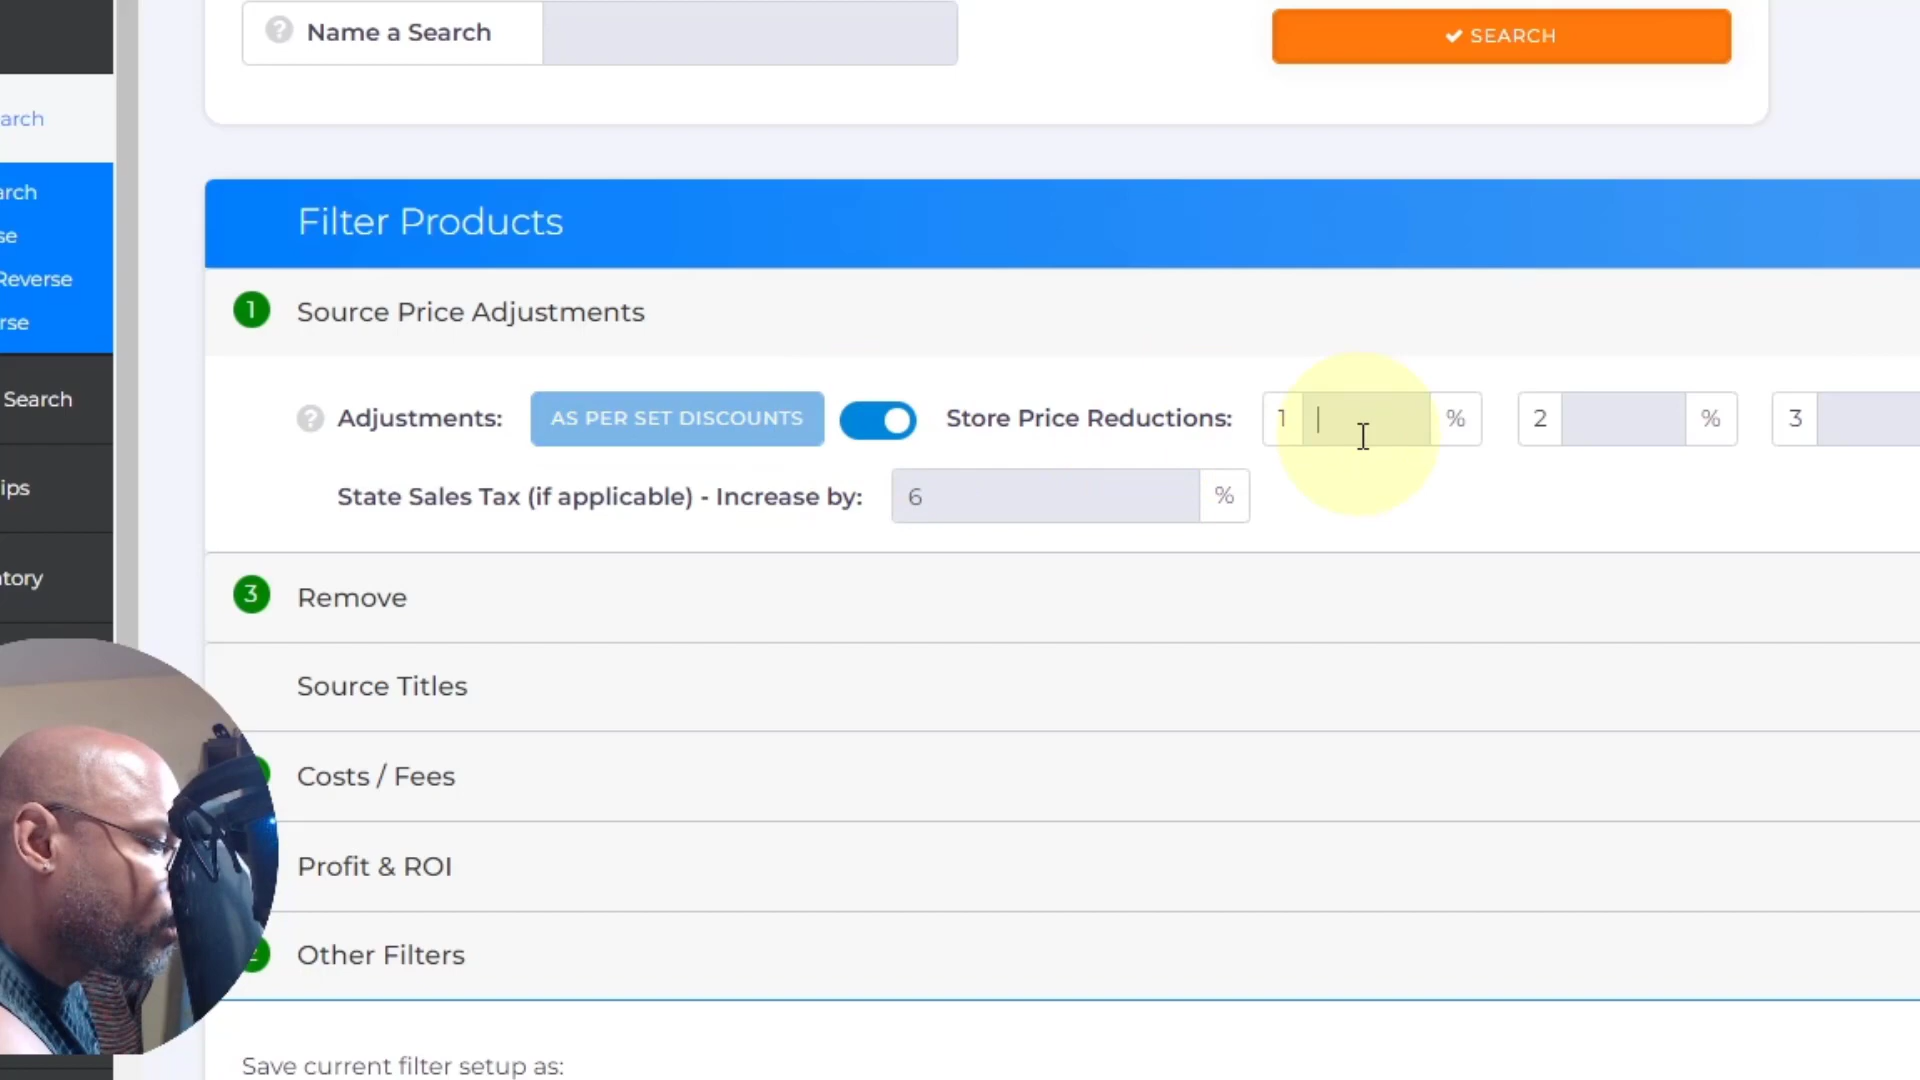 Name a Search
SEARCH
arch
arch
se
Reverse
rse
Search
ips
tory
Filter Products
1 Source Price Adjustments
Adjustments: AS PER SET DISCOUNTS Store Price Reductions: 1 % 2 % 3
State Sales Tax (if applicable) - Increase by: 6 %
3 Remove
Source Titles
Costs / Fees
Profit & ROI
Other Filters
Save current filter setup as: